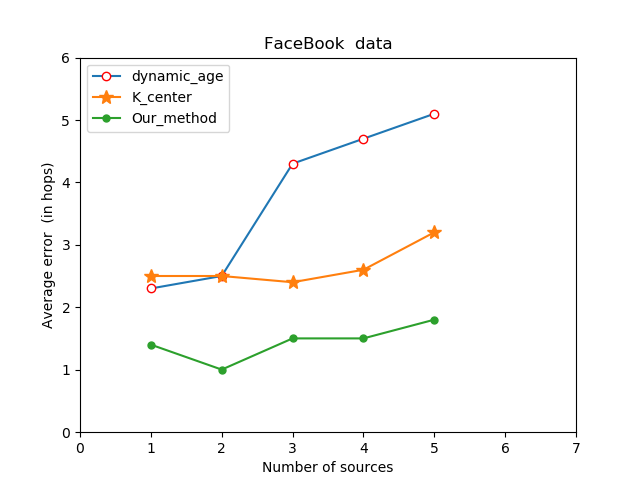 FaceBook  data
dynamic_age
K_center
Our_method
Average error  (in hops)
6
5
4
3
2
1
0
0 1 2 3 4 5 6 7
Number of sources